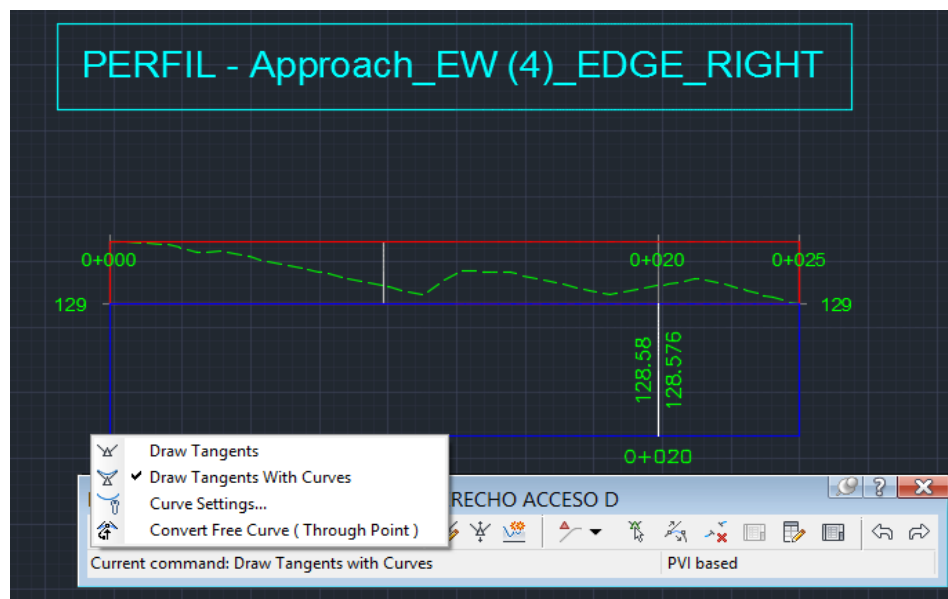 PERFIL - Approach_EW (4)_EDGE_RIGHT
0+000
0+020
0+025
129
129
128.58
128.576
0+020
Draw Tangents
Draw Tangents With Curves
Curve Settings...
Convert Free Curve ( Through Point )
RECHO ACCESO D
Current command: Draw Tangents with Curves
PVI based